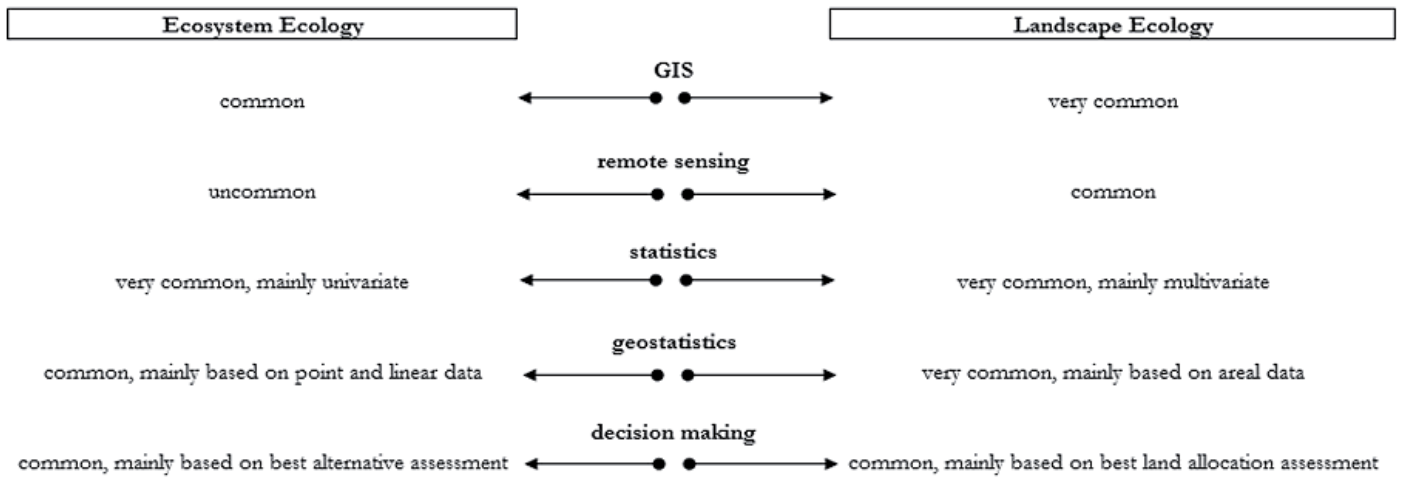 Ecosystem Ecology
Landscape Ecology
GIS
common
very common
remote sensing
uncommon
common
statistics
very common, mainly univariate
very common, mainly multivariate
geostatistics
common, mainly based on point and linear data
very common, mainly based on areal data
decision making
common, mainly based on best alternative assessment
common, mainly based on best land allocation assessment